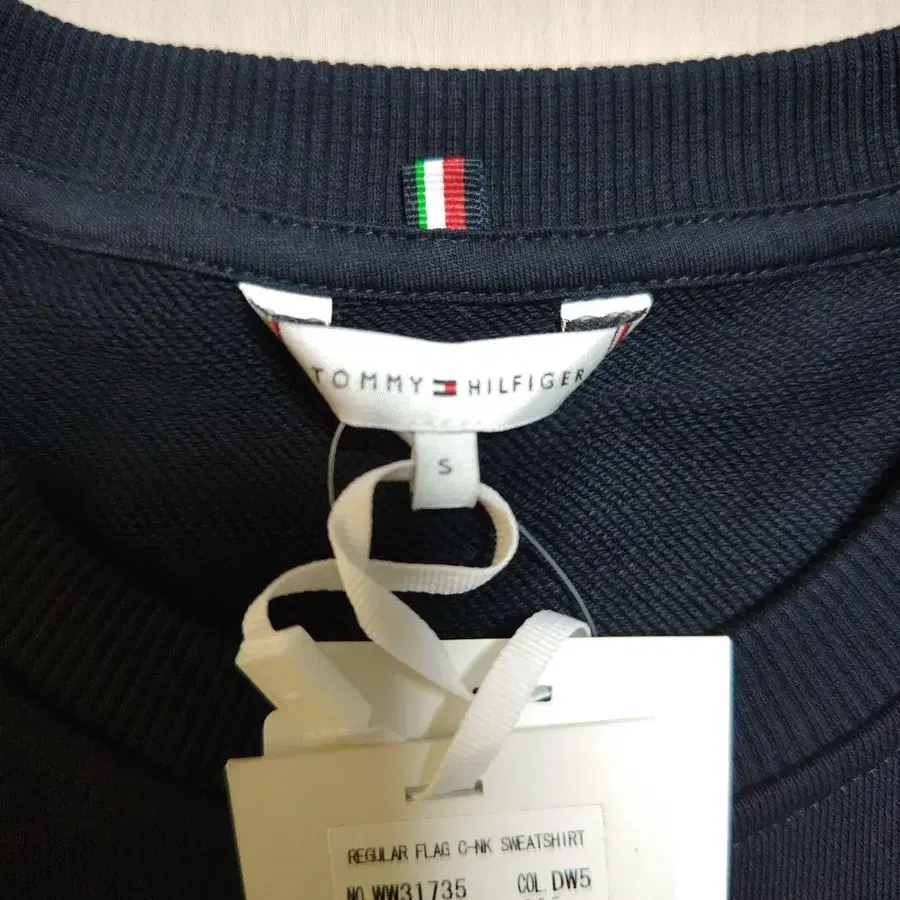 TOMMY HILFIGER
S
REGULAR FLAG C-NK SWEATSHIRT
NO. WW31735 COL. DW5